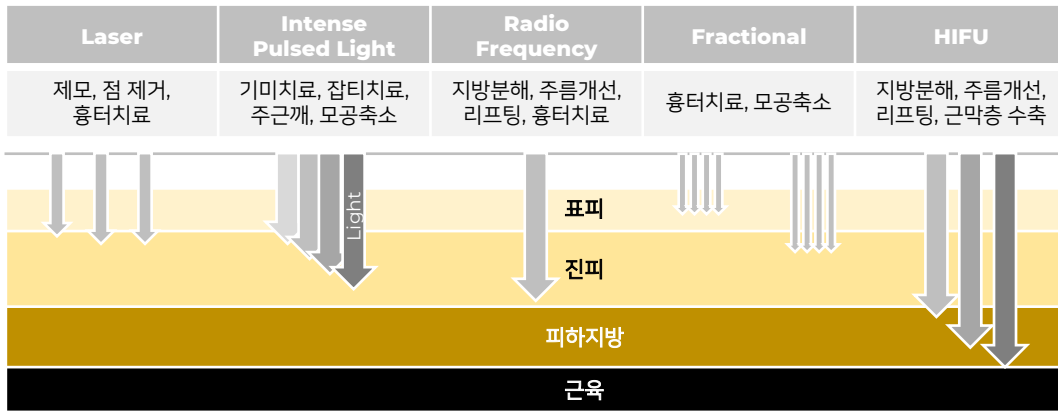 Laser
Intense
Pulsed Light
Radio
Frequency
Fractional
HIFU
제모, 점 제거,
흉터치료
기미치료, 잡티치료,
주근깨, 모공축소
지방분해, 주름개선,
리프팅, 흉터치료
흉터치료, 모공축소
지방분해, 주름개선,
리프팅, 근막층 수축
Light
표피
진피
피하지방
근육